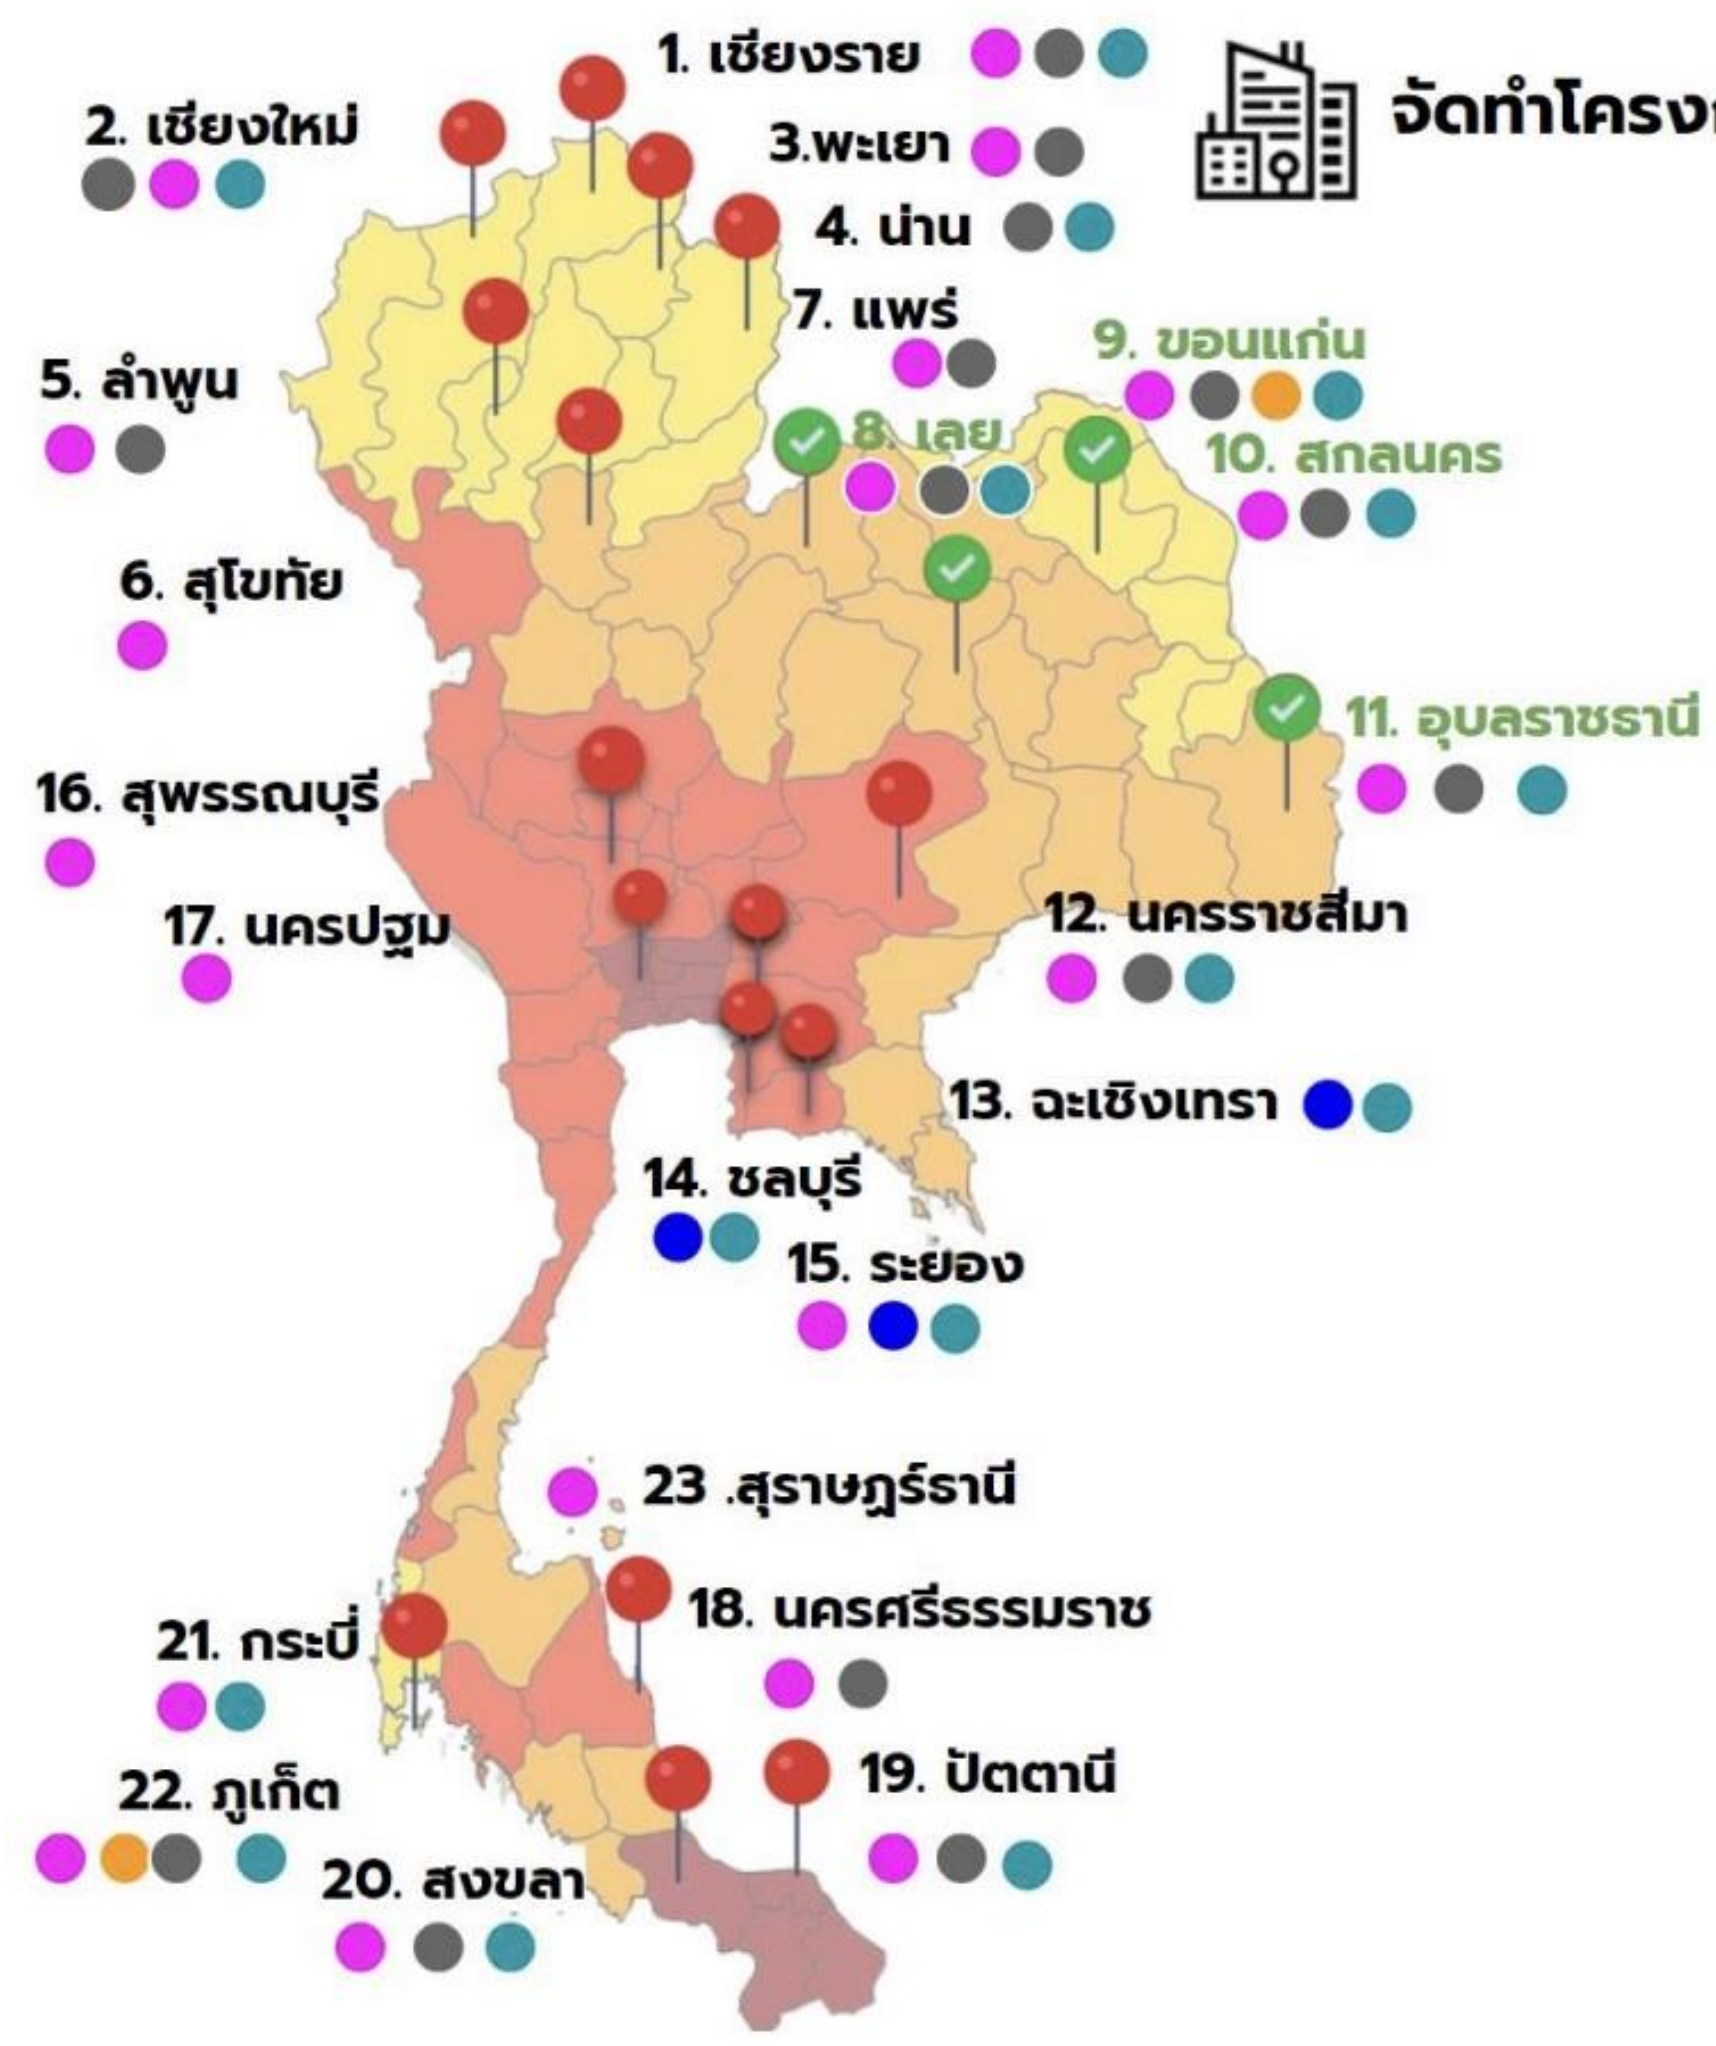 1. เชียงราย
2. เชียงใหม่
3.พะเยา
จัดทำโครง
4. น่าน
7. แพร่
9. ขอนแก่น
5. ลำพูน
8. เลย
10. สกลนคร
6. สุโขทัย
11. อุบลราชธานี
16. สุพรรณบุรี
12. นครราชสีมา
17. นครปฐม
13. ฉะเชิงเทรา
14. ชลบุรี
15. ระยอง
23 .สุราษฏร์ธานี
18. นครศรีธรรมราช
21. กระบี่
19. ปัตตานี
22. ภูเก็ต
20. สงขลา